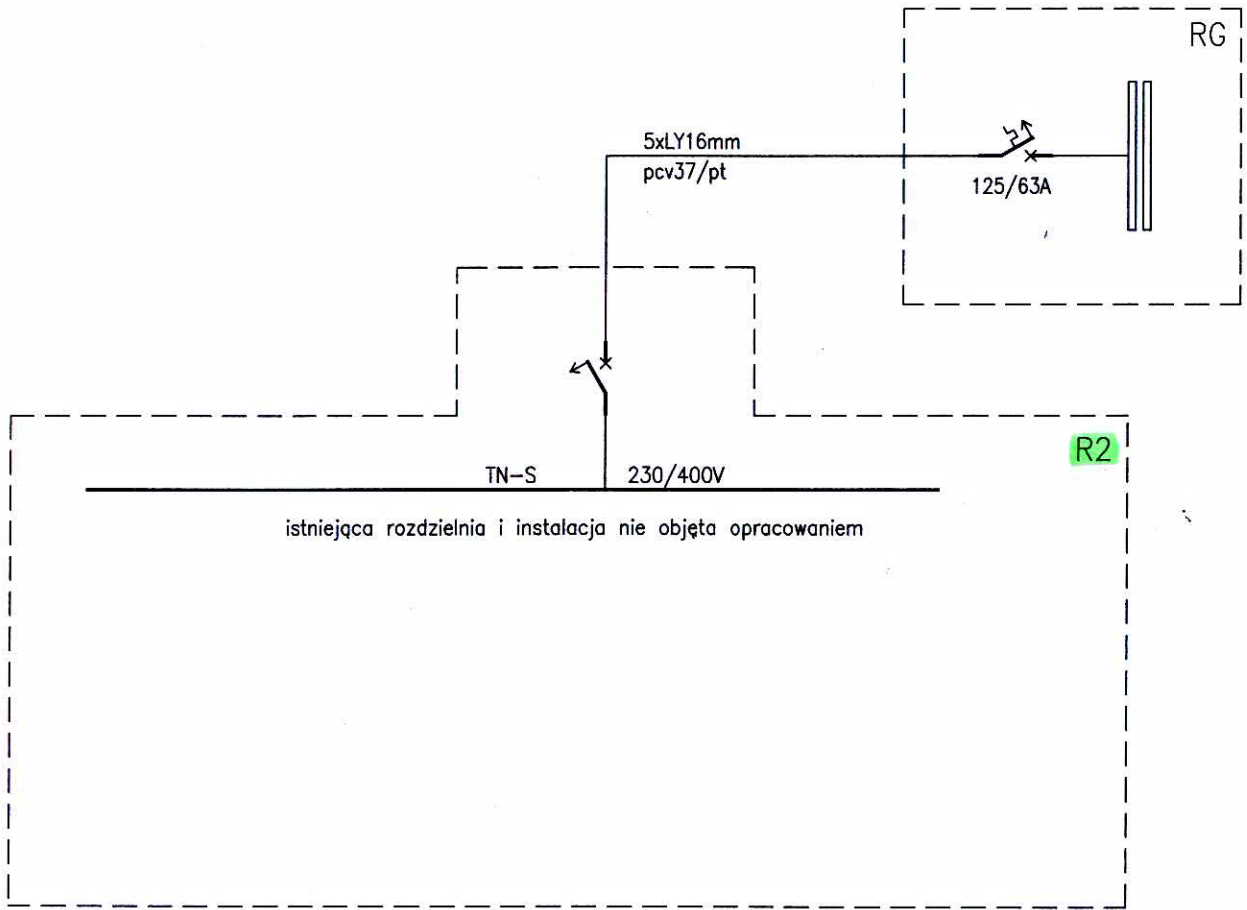 RG
5xLY16mm
pcv37/pt
125/63A
R2
TN-S 230/400V
istniejąca rozdzielnia i instalacja nie objęta opracowaniem